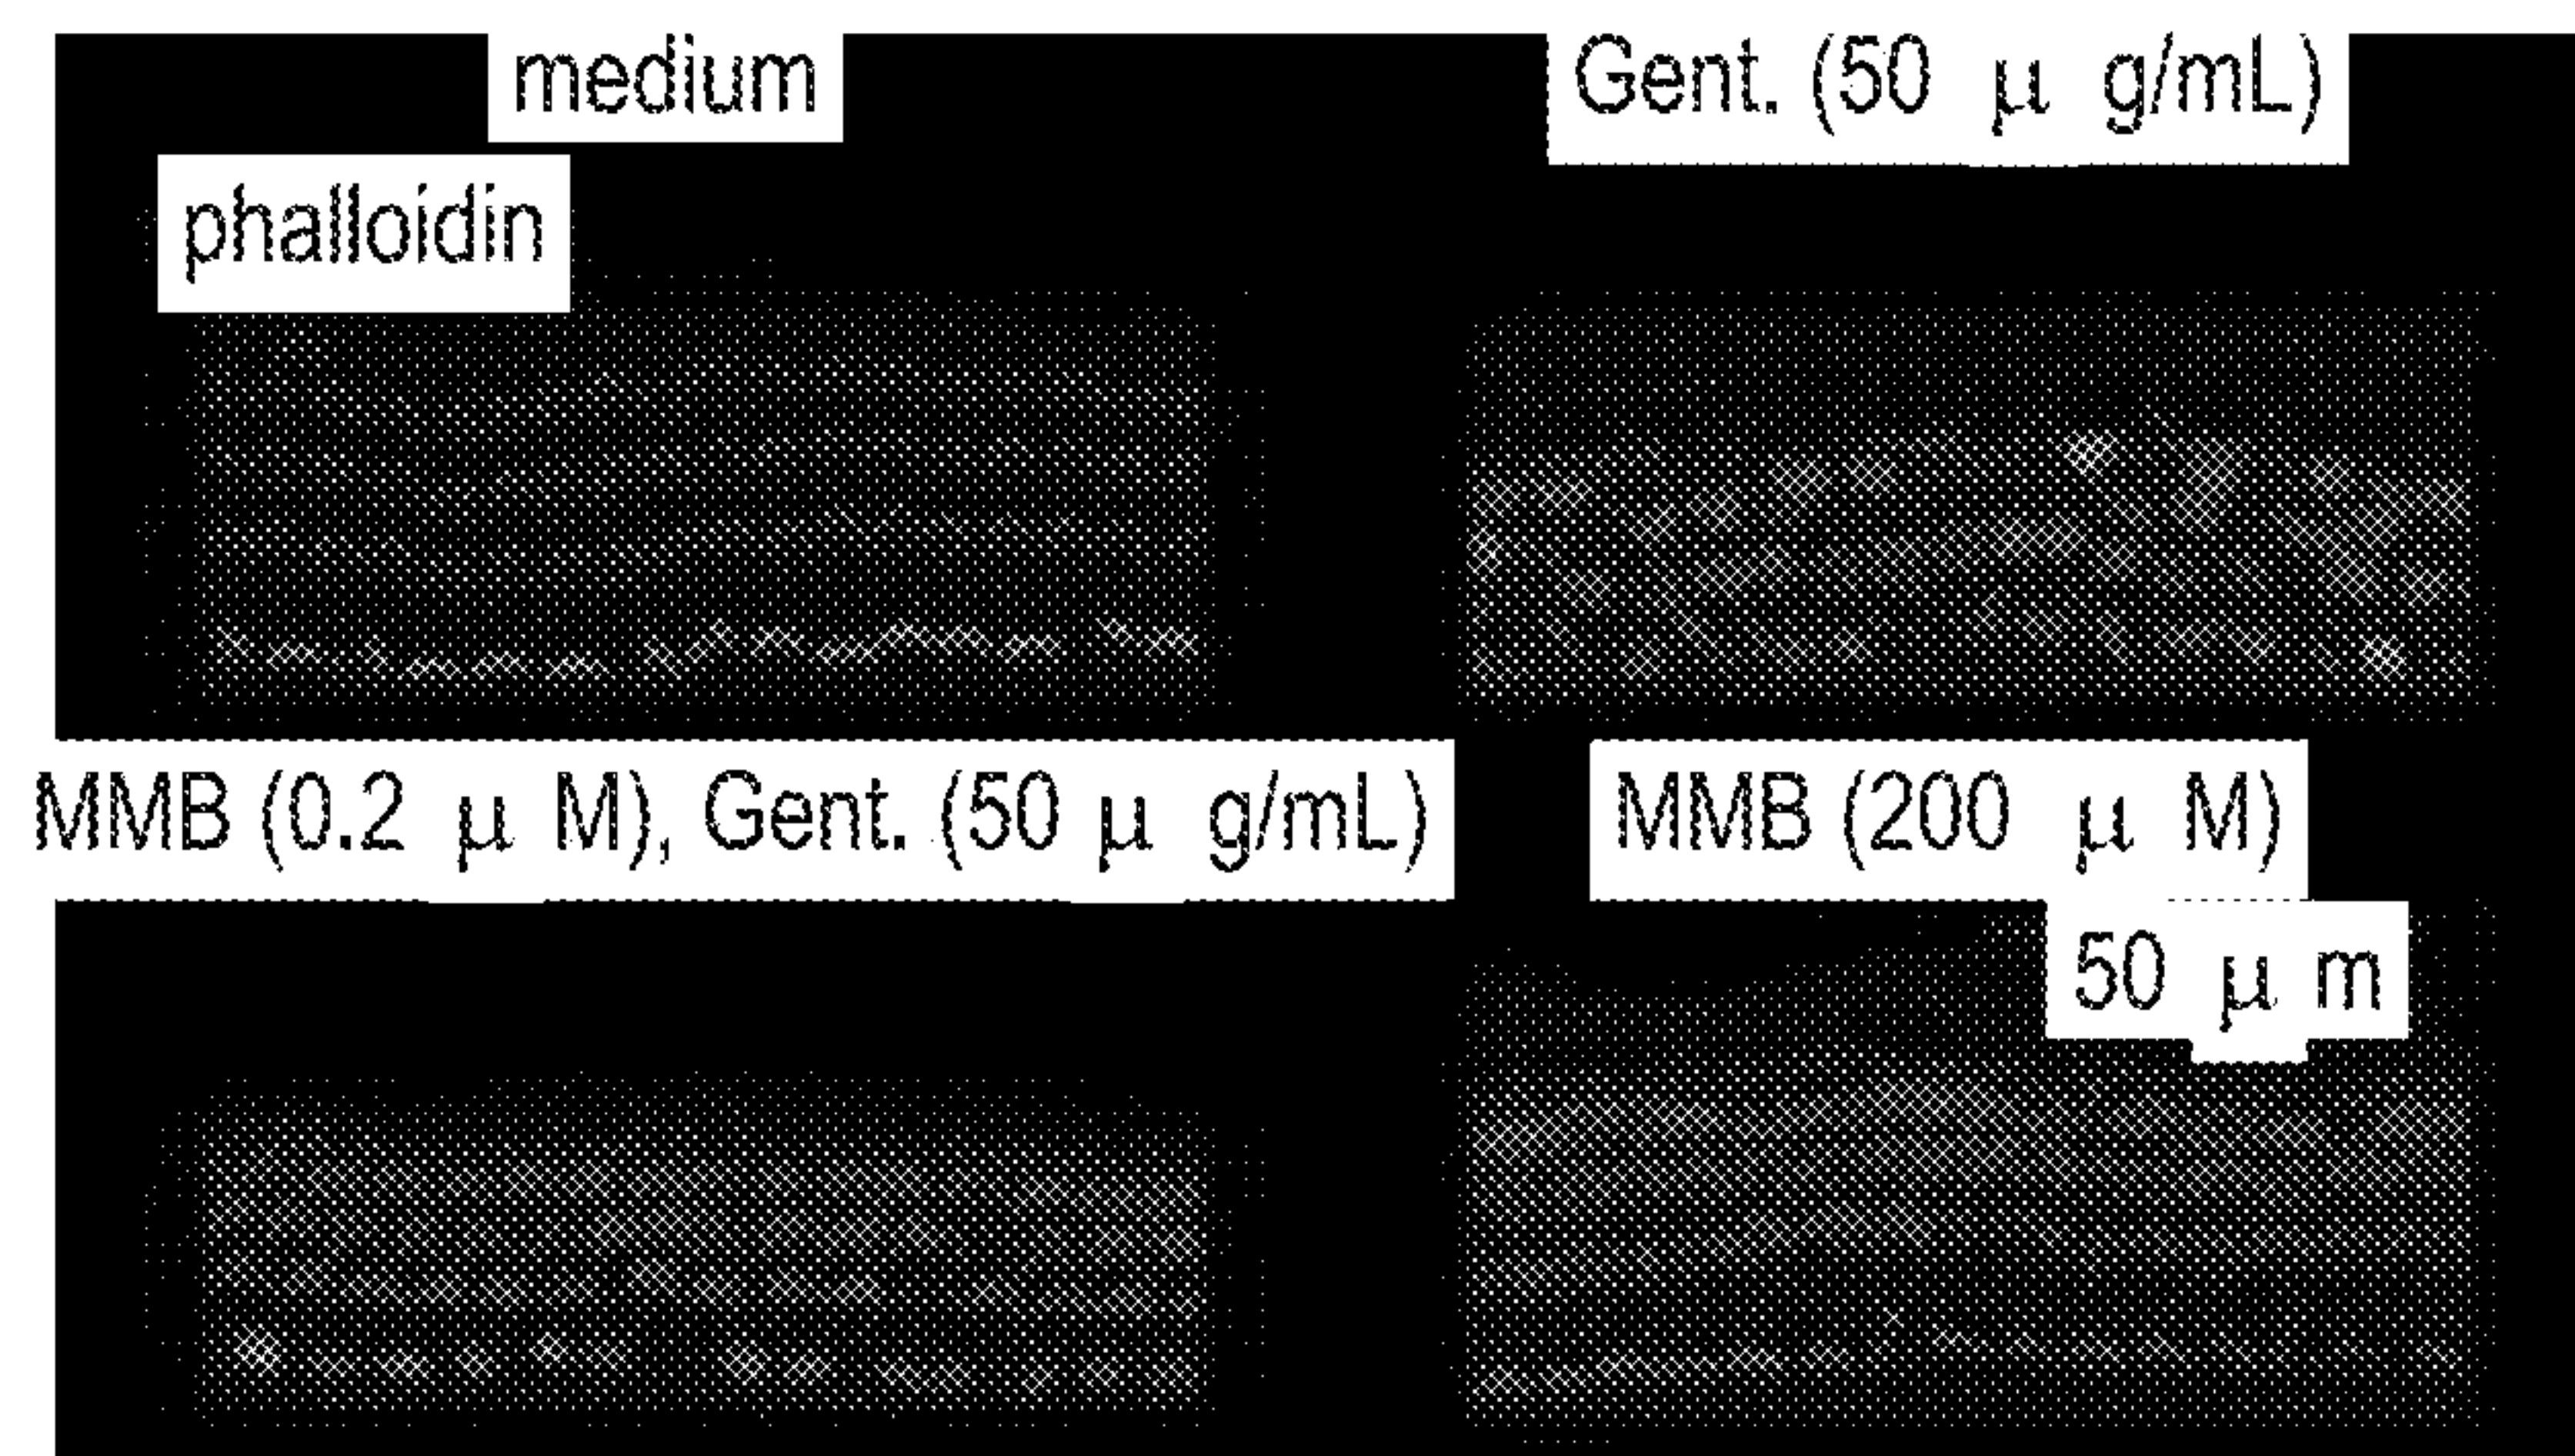 medium
Gent. (50 μ g/mL)
phalloidin
MMB (0.2 μ M), Gent. (50 μ g/mL)
MMB (200 μ M)
50 μ m